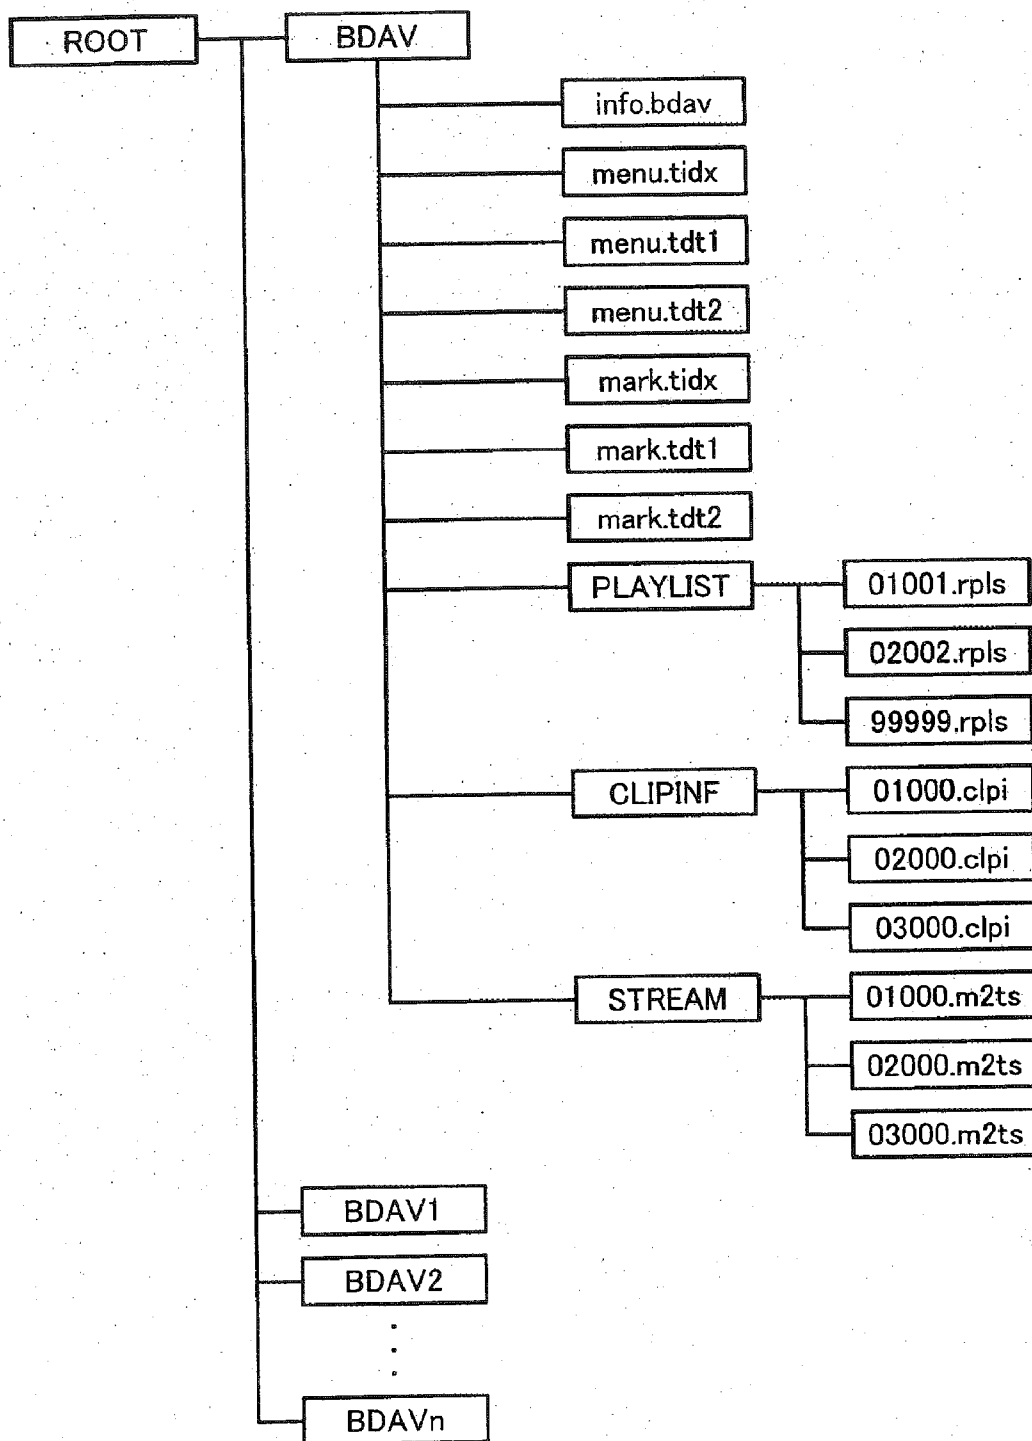 ROOT
BDAV
info.bdav
menu.tidx
menu.tdt1
menu.tdt2
mark.tidx
mark.tdt1
mark.tdt2
PLAYLIST
01001.rpls
02002.rpls
99999.rpls
CLIPINF
01000.clpi
02000.clpi
03000.clpi
STREAM
01000.m2ts
02000.m2ts
03000.m2ts
BDAV1
BDAV2
BDAVn